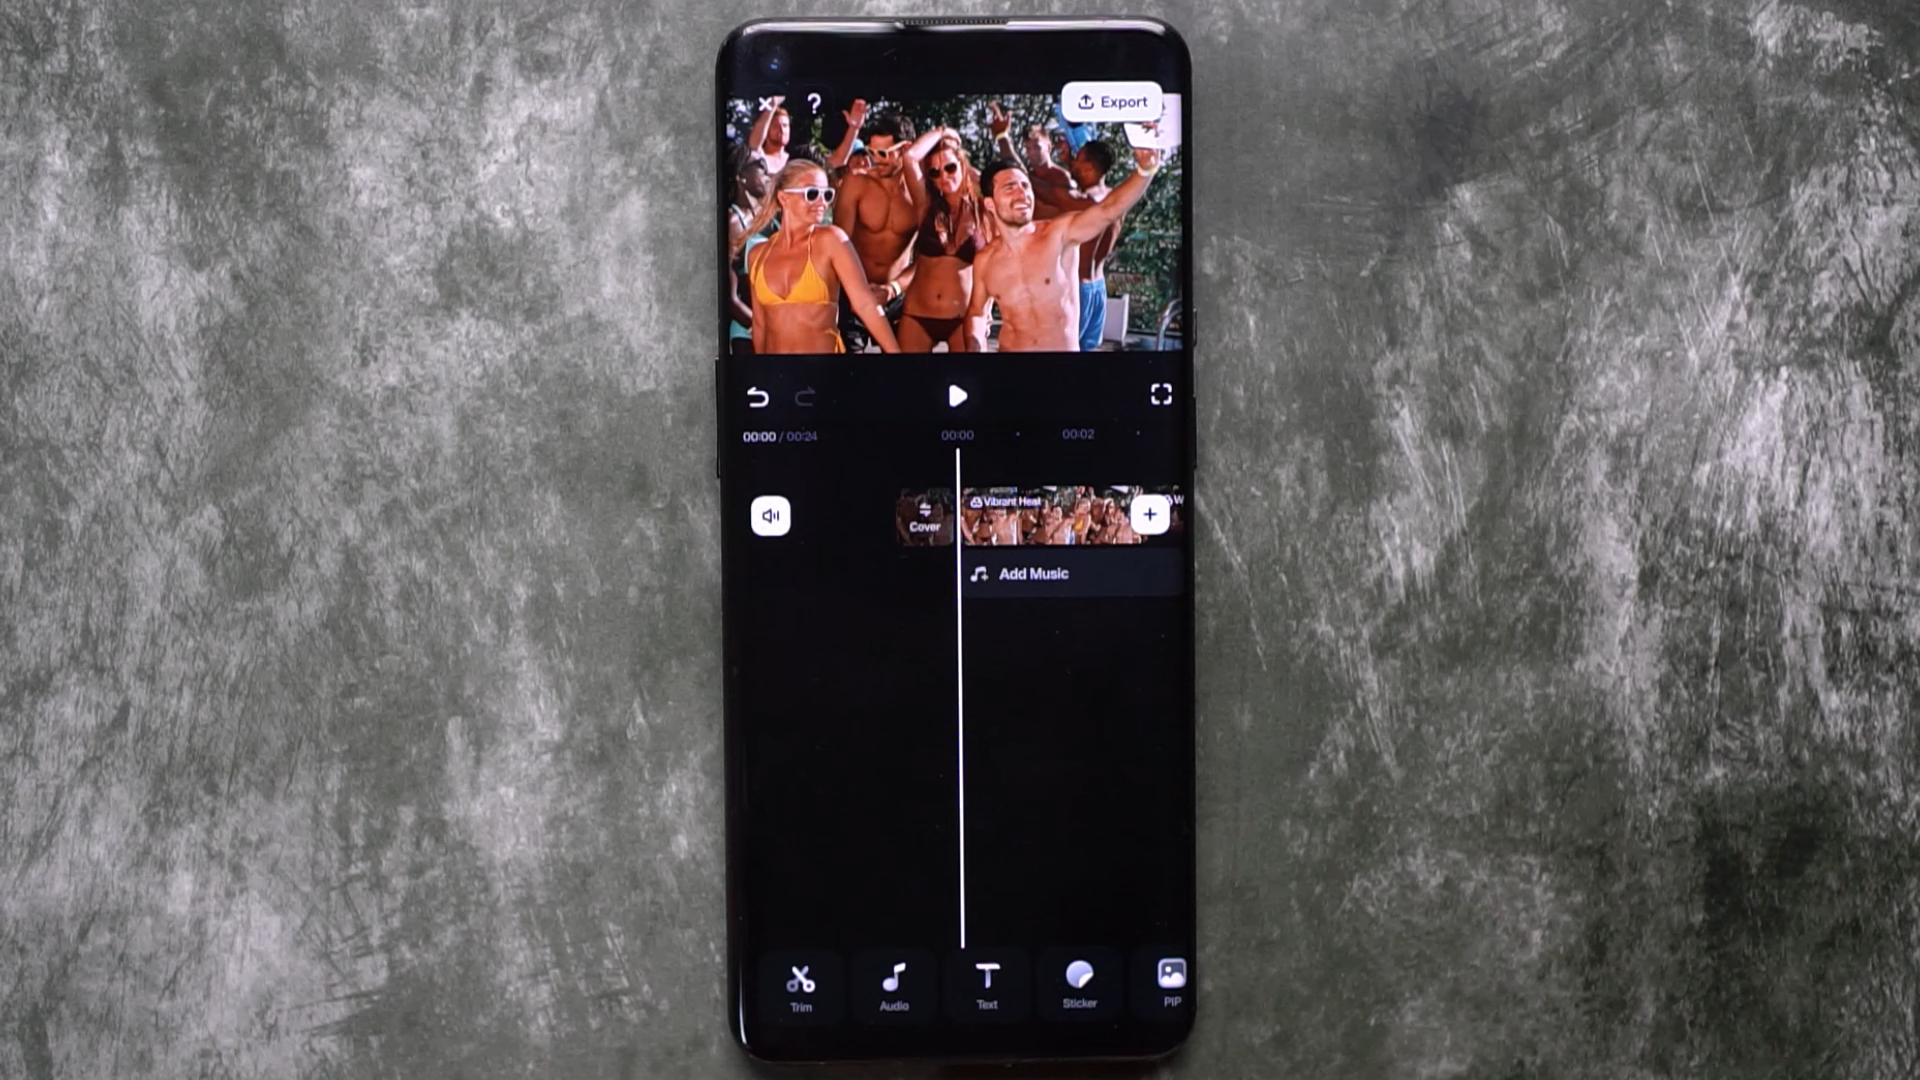 ?
Export
00:00 / 00:24
00:00
00:02
Cover
Vibrant Heat
W
Add Music
Trim
Audio
Text
Sticker
PIP